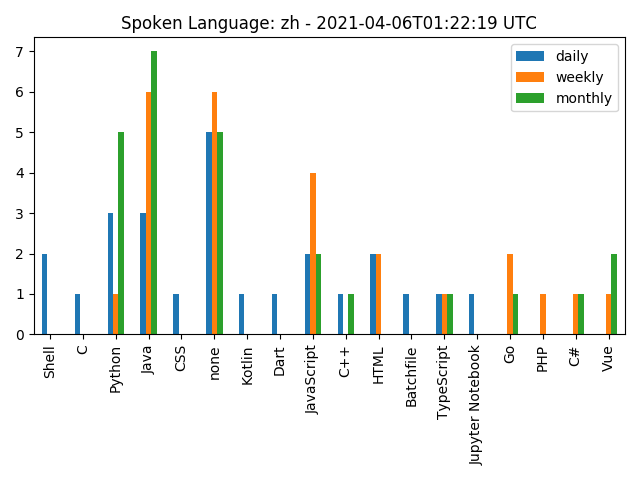 Spoken Language: zh - 2021-04-06T01:22:19 UTC
daily
weekly
monthly
7
6
5
4
3
2
1
0
Shell
C
Python
Java
CSS
none
Kotlin
Dart
JavaScript
C++
HTML
Batchfile
TypeScript
Jupyter Notebook
Go
PHP
C#
Vue